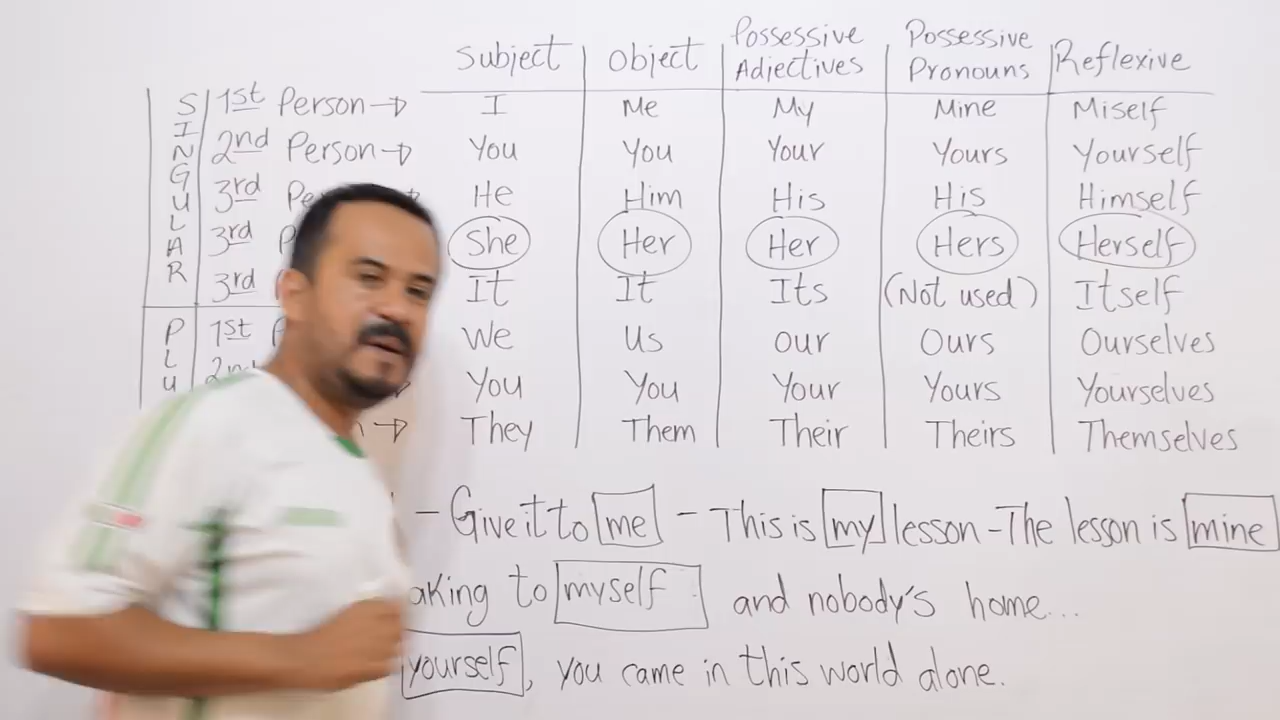 Subject Object Possessive Adjectives Possessive Pronouns Reflexive
SINGULAR
1st Person → I Me My Mine Miself
2nd Person → You You Your Yours Yourself
3rd He Him His His Himself
3rd She Her Her Hers Herself
3rd It It Its (Not used) Itself
1st We Us our Ours Ourselves
2nd You You Your Yours Yourselves
They Them Their Theirs Themselves
- Give it to me - This is my lesson - The lesson is mine
to myself and nobody's home...
yourself, you came in this world alone.